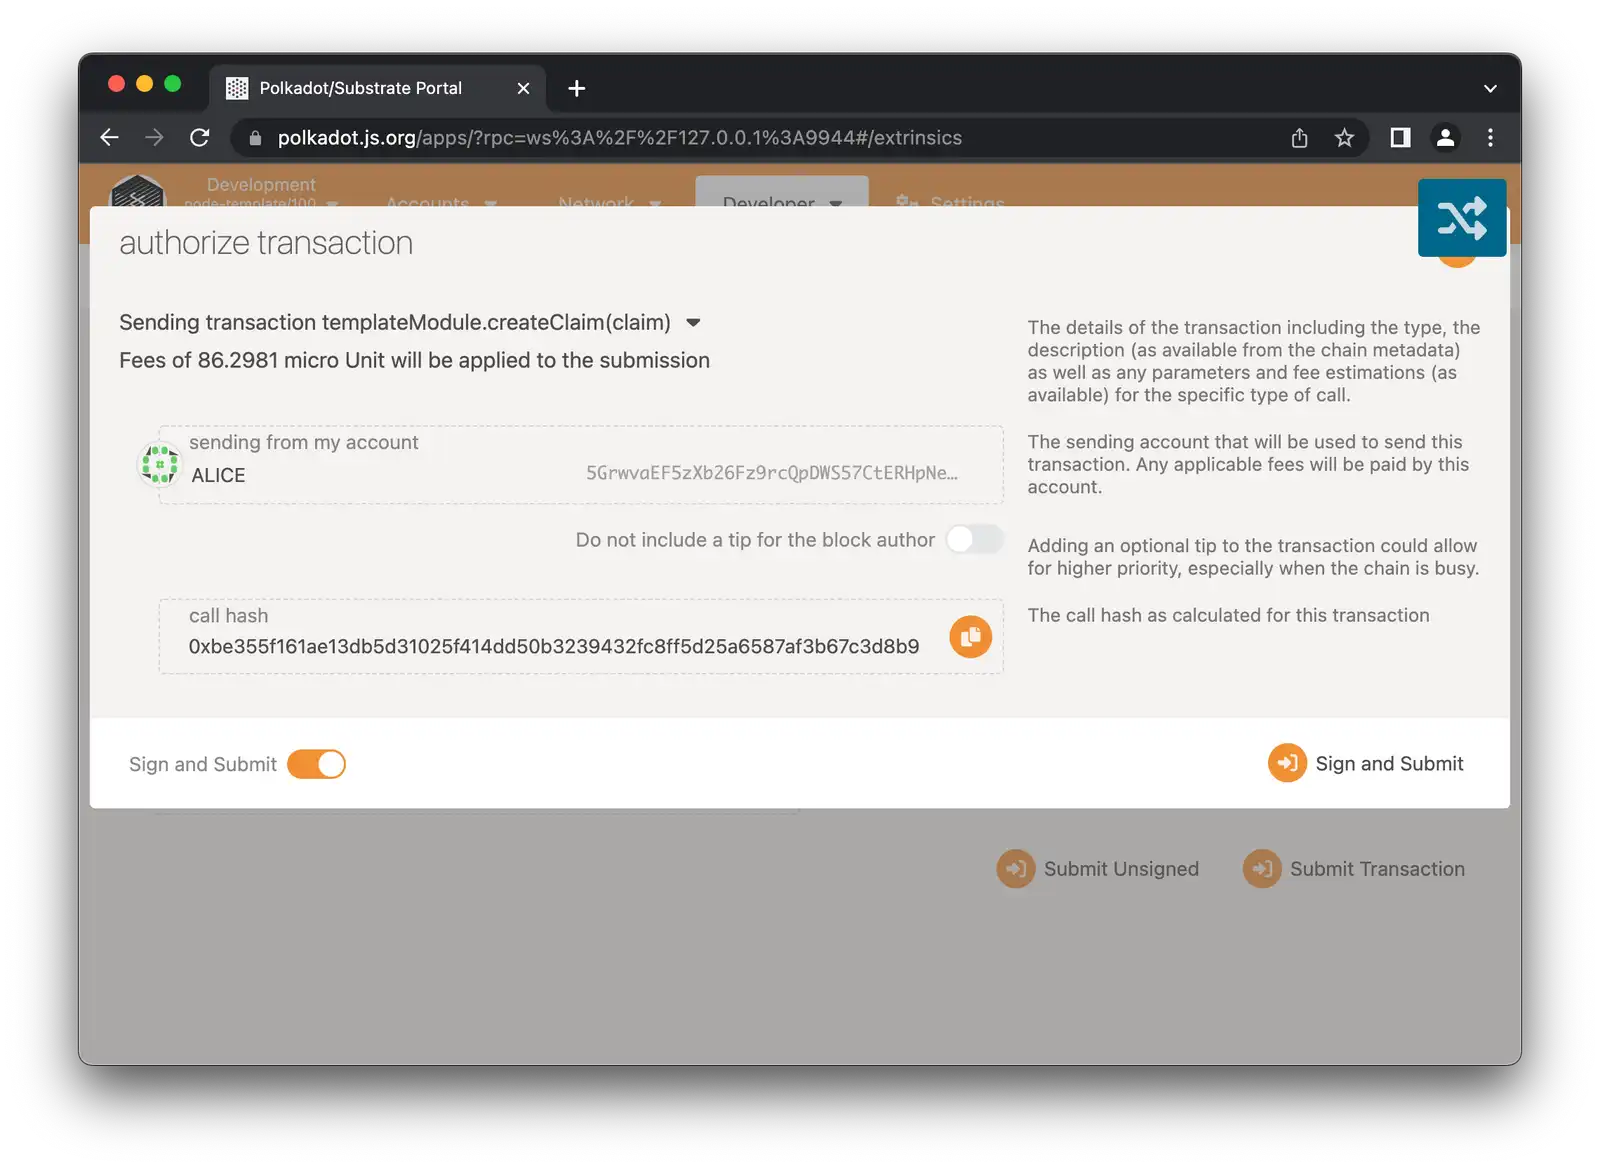 Polkadot/Substrate Portal
polkadot.js.org/apps/?rpc=ws%3A%2F%2F127.0.0.1%3A9944#/extrinsics
Development
node-template/100
Accounts
Network
Developer
Settings
authorize transaction
Sending transaction templateModule.createClaim(claim)
Fees of 86.2981 micro Unit will be applied to the submission
The details of the transaction including the type, the
description (as available from the chain metadata)
as well as any parameters and fee estimations (as
available) for the specific type of call.
sending from my account
ALICE
5GrwvaEF5zXb26Fz9rcQpDWS57CtERHpNe…
The sending account that will be used to send this
transaction. Any applicable fees will be paid by this
account.
Do not include a tip for the block author
Adding an optional tip to the transaction could allow
for higher priority, especially when the chain is busy.
call hash
0xbe355f161ae13db5d31025f414dd50b3239432fc8ff5d25a6587af3b67c3d8b9
The call hash as calculated for this transaction
Sign and Submit
Sign and Submit
Submit Unsigned
Submit Transaction